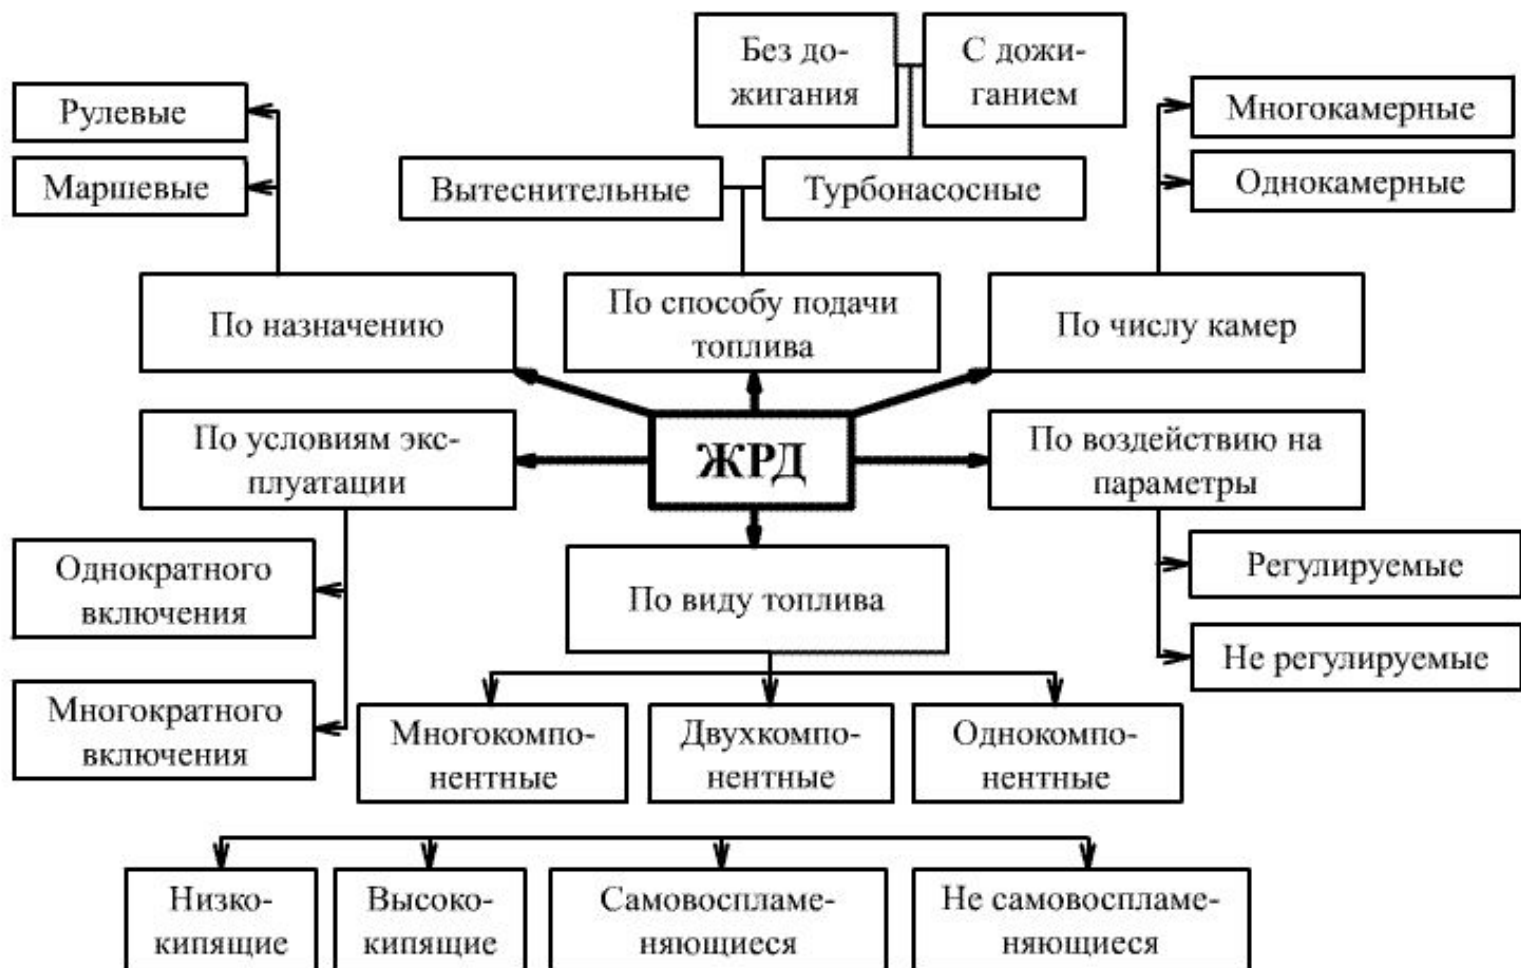 Без до-
жигания
С дожи-
ганием
Рулевые
Маршевые
Вытеснительные
Турбонасосные
Многокамерные
Однокамерные
По назначению
По способу подачи
топлива
По числу камер
По условиям экс-
плуатации
ЖРД
По воздействию на
параметры
Однократного
включения
Многократного
включения
По виду топлива
Регулируемые
Не регулируемые
Многокомпо-
нентные
Двухкомпо-
нентные
Однокомпо-
нентные
Низко-
кипящие
Высоко-
кипящие
Самовоспламе-
няющиеся
Не самовоспламе-
няющиеся